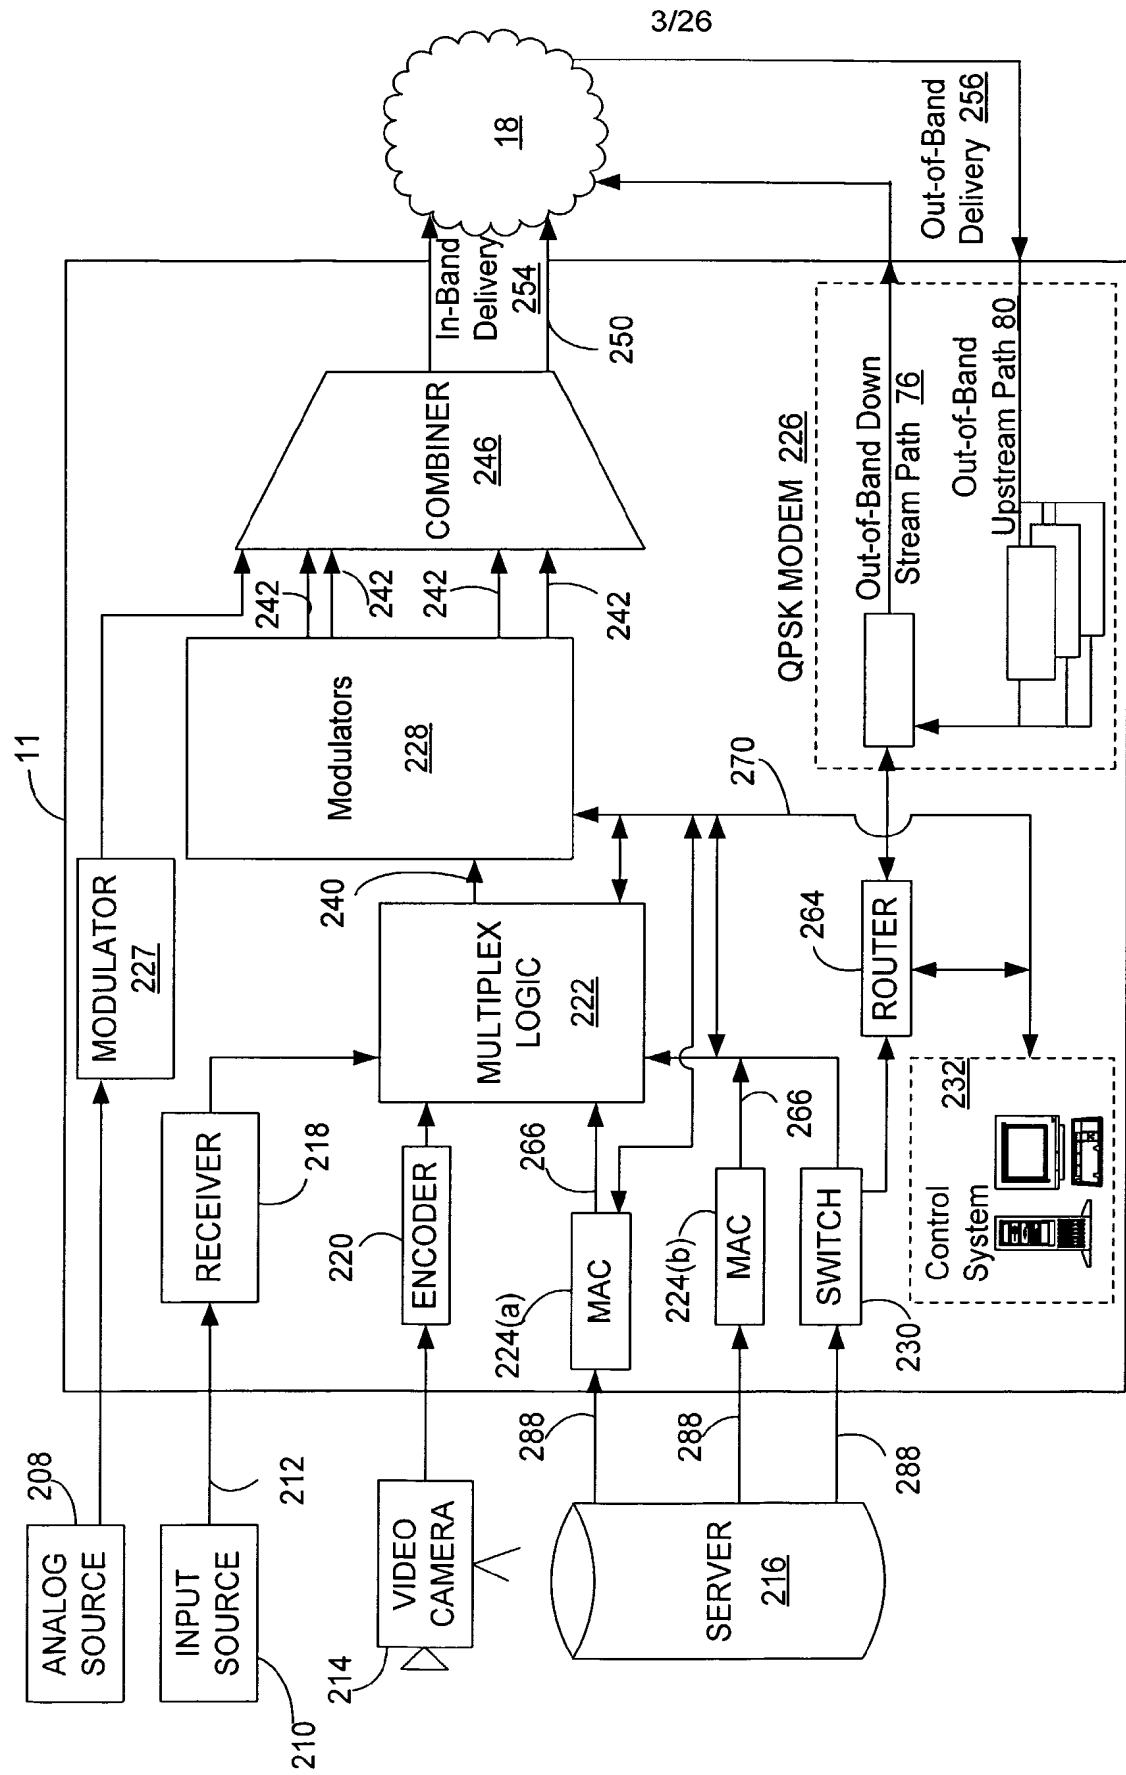 3/26
11
ANALOG
SOURCE
208
INPUT
SOURCE
210
212
VIDEO
CAMERA
214
SERVER
216
288
288
288
MODULATOR
227
RECEIVER
218
ENCODER
220
MAC
224(a)
266
MAC
224(b)
266
SWITCH
230
MULTIPLEX
LOGIC
222
240
Modulators
228
242
242
242
242
COMBINER
246
In-Band
Delivery
254
250
18
270
ROUTER
264
Control
System
232
QPSK MODEM 226
Out-of-Band Down
Stream Path 76
Out-of-Band
Upstream Path 80
Out-of-Band
Delivery 256